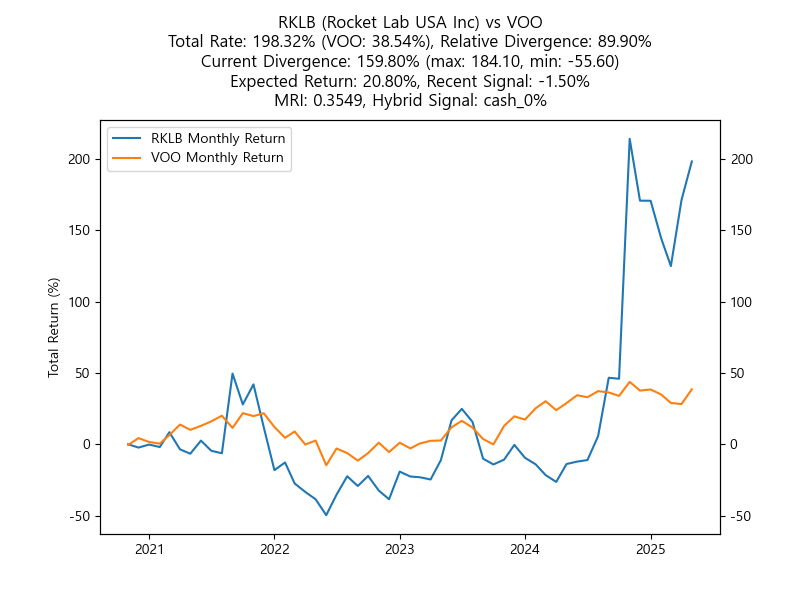 RKLB (Rocket Lab USA Inc) vs VOO
Total Rate: 198.32% (VOO: 38.54%), Relative Divergence: 89.90%
Current Divergence: 159.80% (max: 184.10, min: -55.60)
Expected Return: 20.80%, Recent Signal: -1.50%
MRI: 0.3549, Hybrid Signal: cash_0%
RKLB Monthly Return
VOO Monthly Return
Total Return (%)
200
150
100
50
0
-50
200
150
100
50
0
-50
2021
2022
2023
2024
2025